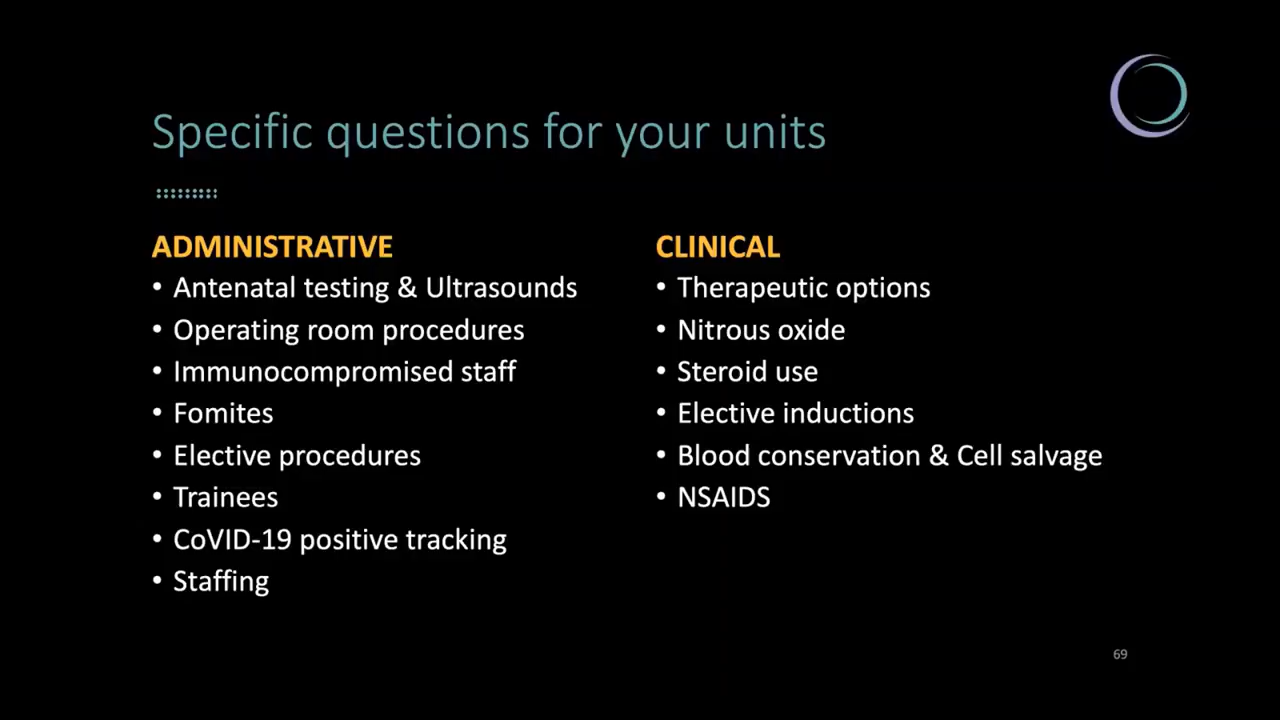 Specific questions for your units
ADMINISTRATIVE
• Antenatal testing & Ultrasounds
• Operating room procedures
• Immunocompromised staff
• Fomites
• Elective procedures
• Trainees
• CoVID-19 positive tracking
• Staffing
CLINICAL
• Therapeutic options
• Nitrous oxide
• Steroid use
• Elective inductions
• Blood conservation & Cell salvage
• NSAIDS
69